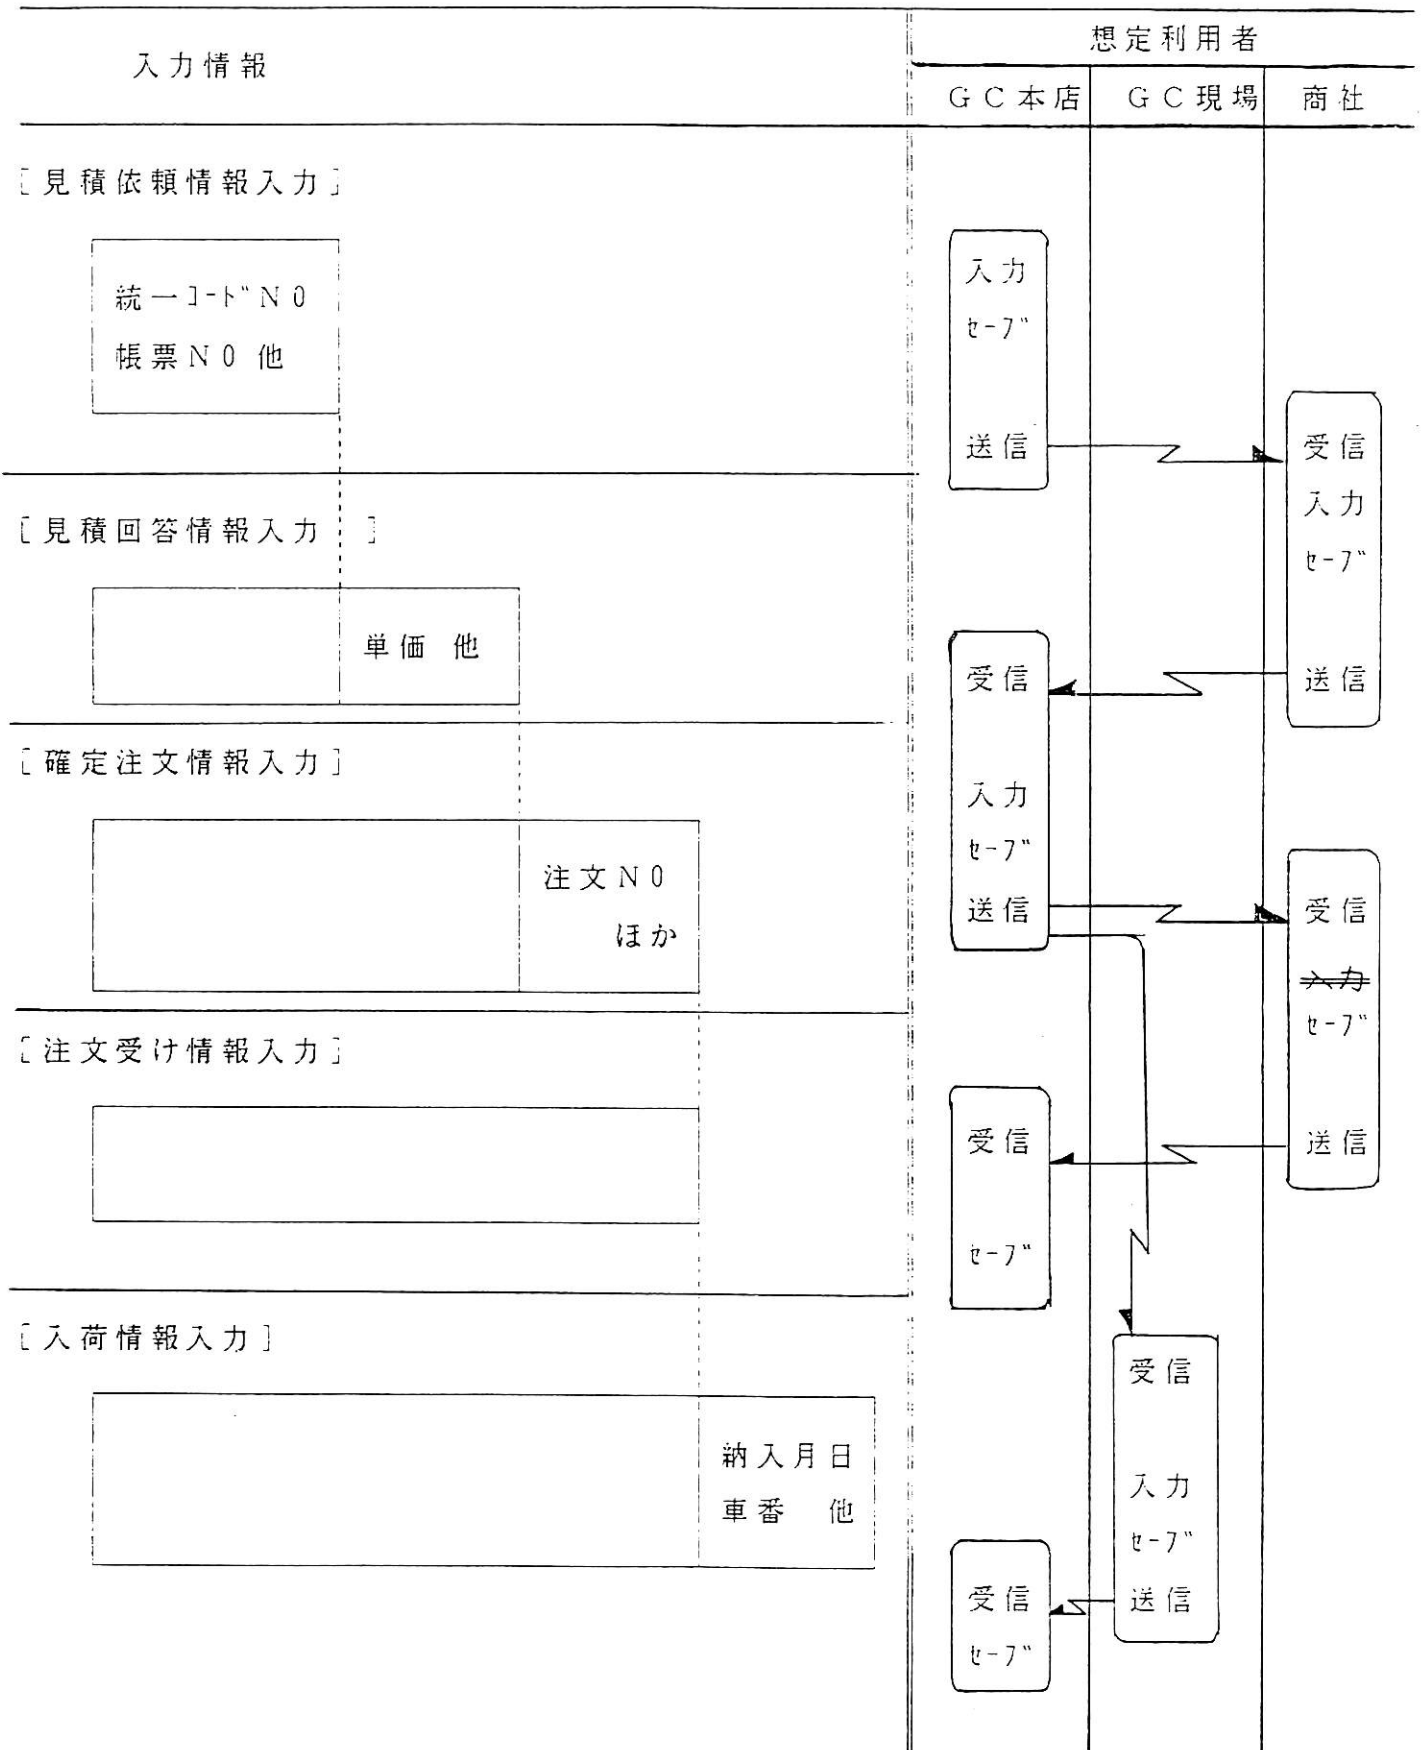 入力情報
想定利用者
GC本店
GC現場
商社
[見積依頼情報入力]
統一ｺｰﾄﾞN0
帳票N0 他
入力
ｾｰﾌﾞ
送信
受信
入力
ｾｰﾌﾞ
送信
[見積回答情報入力 ]
単価 他
受信
入力
ｾｰﾌﾞ
送信
[確定注文情報入力]
注文N0
ほか
受信
入力
ｾｰﾌﾞ
送信
[注文受け情報入力]
受信
ｾｰﾌﾞ
[入荷情報入力]
納入月日
車番 他
受信
入力
ｾｰﾌﾞ
送信
受信
ｾｰﾌﾞ